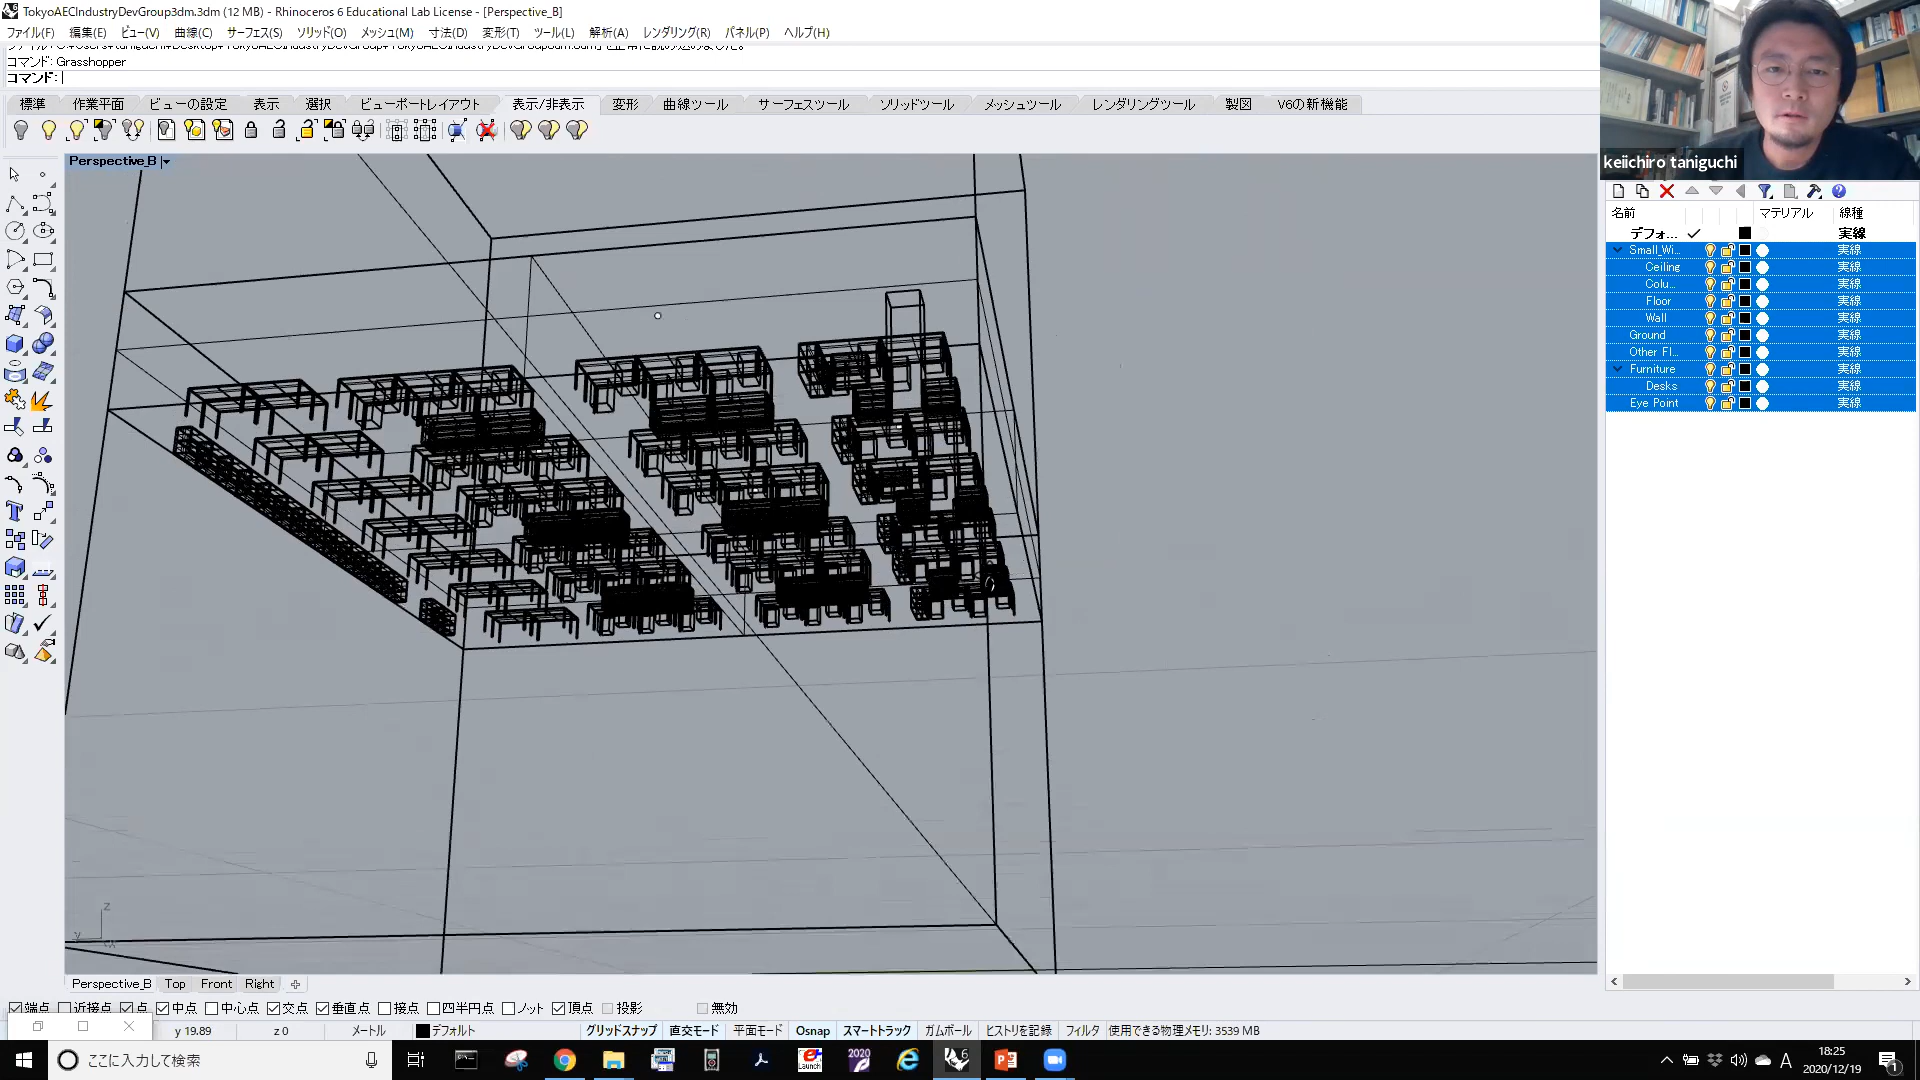 TokyoAECIndustryDevGroup3dm.3dm (12 MB) - Rhinoceros 6 Educational Lab License - [Perspective_B]
ファイル(F) 編集(E) ビュー(V) 曲線(C) サーフェス(S) ソリッド(O) メッシュ(M) 寸法(D) 変形(T) ツール(L) 解析(A) レンダリング(R) パネル(P) ヘルプ(H)
コマンド: Grasshopper
コマンド:
標準 作業平面 ビューの設定 表示 選択 ビューポートレイアウト 表示/非表示 変形 曲線ツール サーフェスツール ソリッドツール メッシュツール レンダリングツール 製図 V6の新機能
Perspective_B
keiichiro taniguchi
名前 マテリアル 線種
デフォ... 実線
Small_Wi... 実線
Ceiling 実線
Colu... 実線
Floor 実線
Wall 実線
Ground 実線
Other Fl... 実線
Furniture 実線
Desks 実線
Eye Point 実線
z
y
x
Perspective_B Top Front Right
端点 近接点 点 中点 中心点 交点 垂直点 接点 四半円点 ノット 頂点 投影 無効
y 19.89 z 0 メートル デフォルト グリッドスナップ 直交モード 平面モード Osnap スマートトラック ガムボール ヒストリを記録 フィルタ 使用できる物理メモリ: 3539 MB
ここに入力して検索
Launch
2020
6
A
18:25
2020/12/19
1